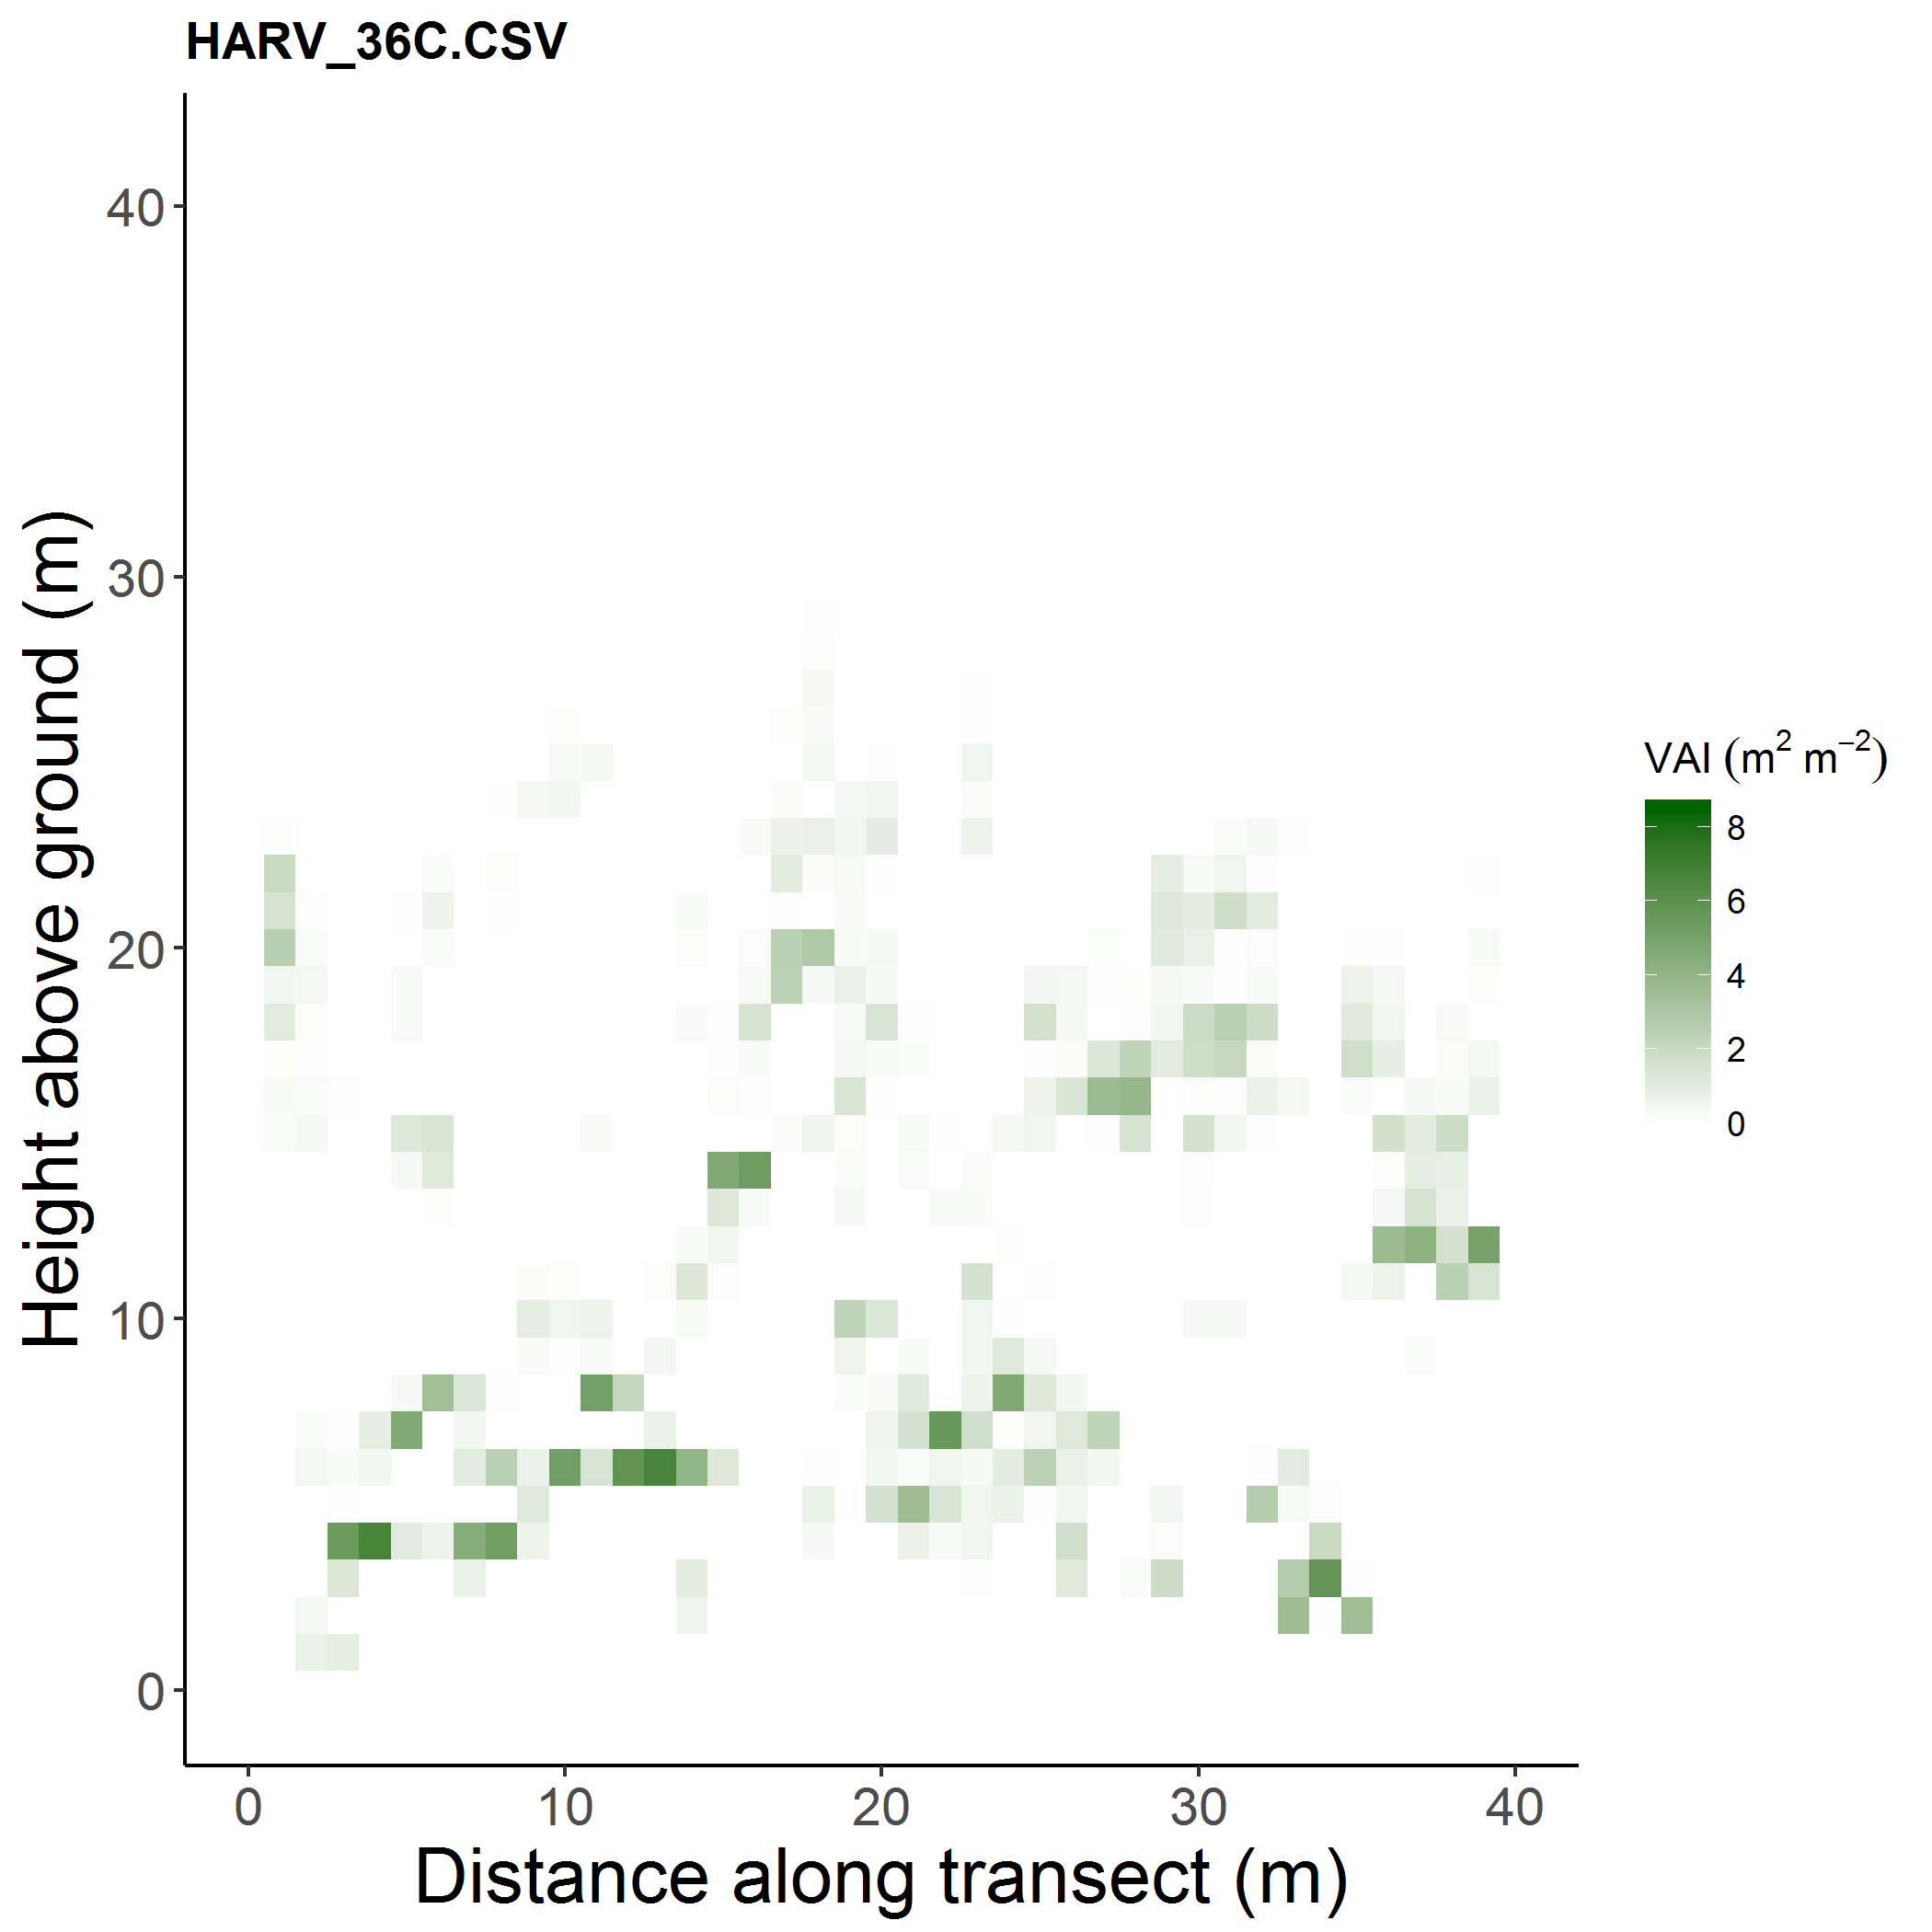 HARV_36C.CSV
40
30
20
10
0
Height above ground (m)
0 10 20 30 40
Distance along transect (m)
VAI (m² m⁻²)
8
6
4
2
0